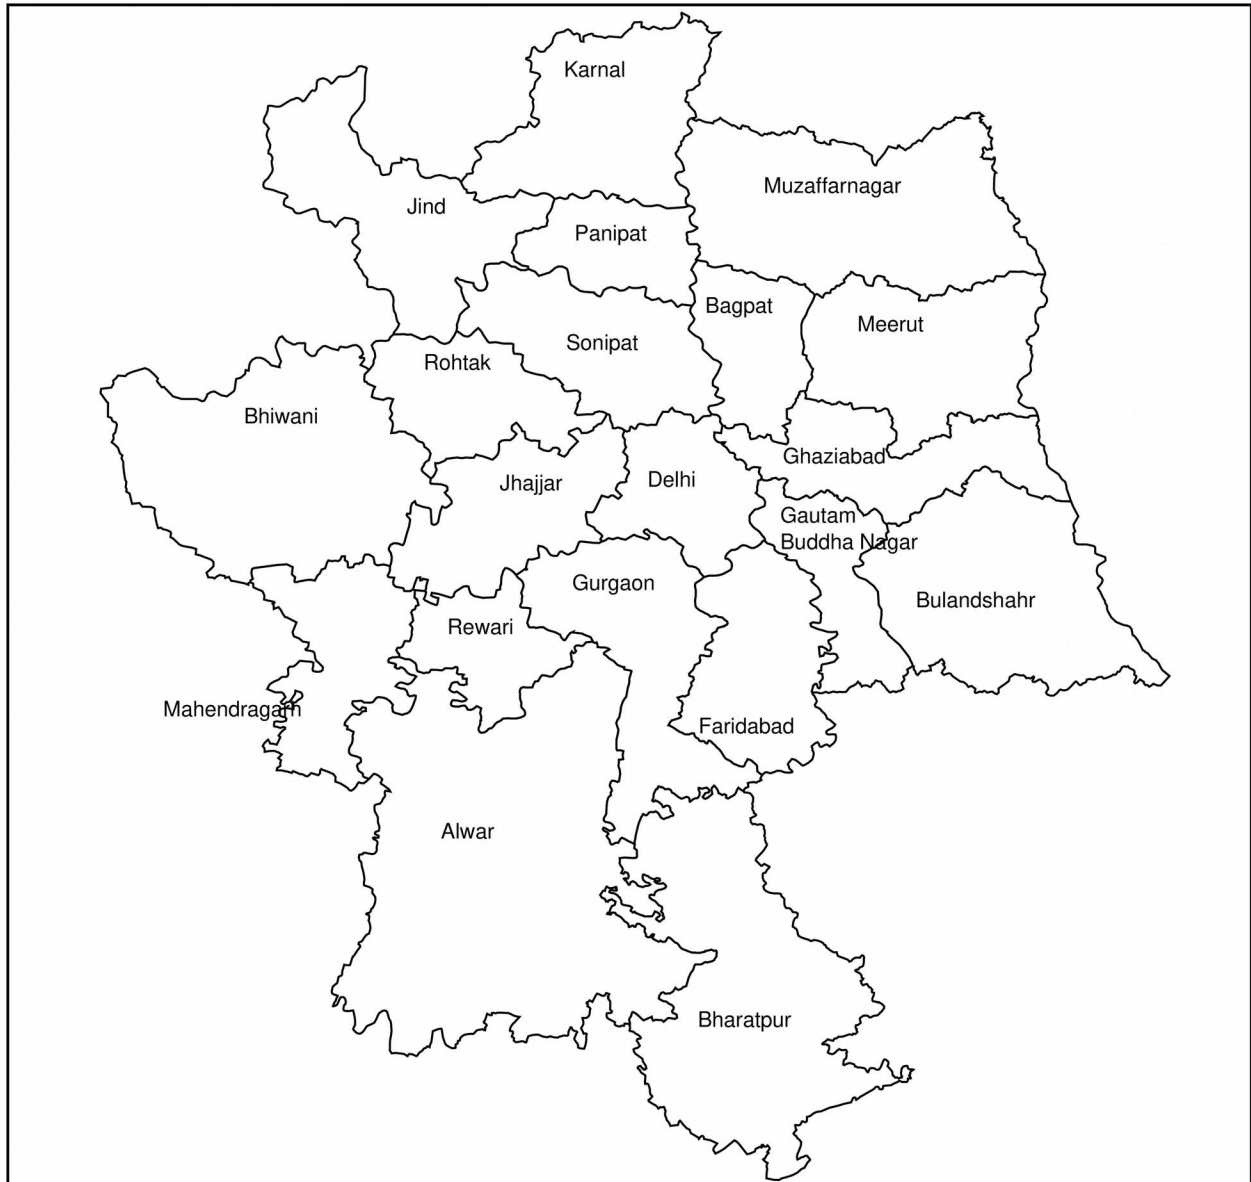 Karnal
Muzaffarnagar
Jind
Panipat
Bagpat
Meerut
Sonipat
Rohtak
Bhiwani
Ghaziabad
Jhajjar
Delhi
Gautam
Buddha Nagar
Gurgaon
Bulandshahr
Rewari
Mahendragarh
Faridabad
Alwar
Bharatpur